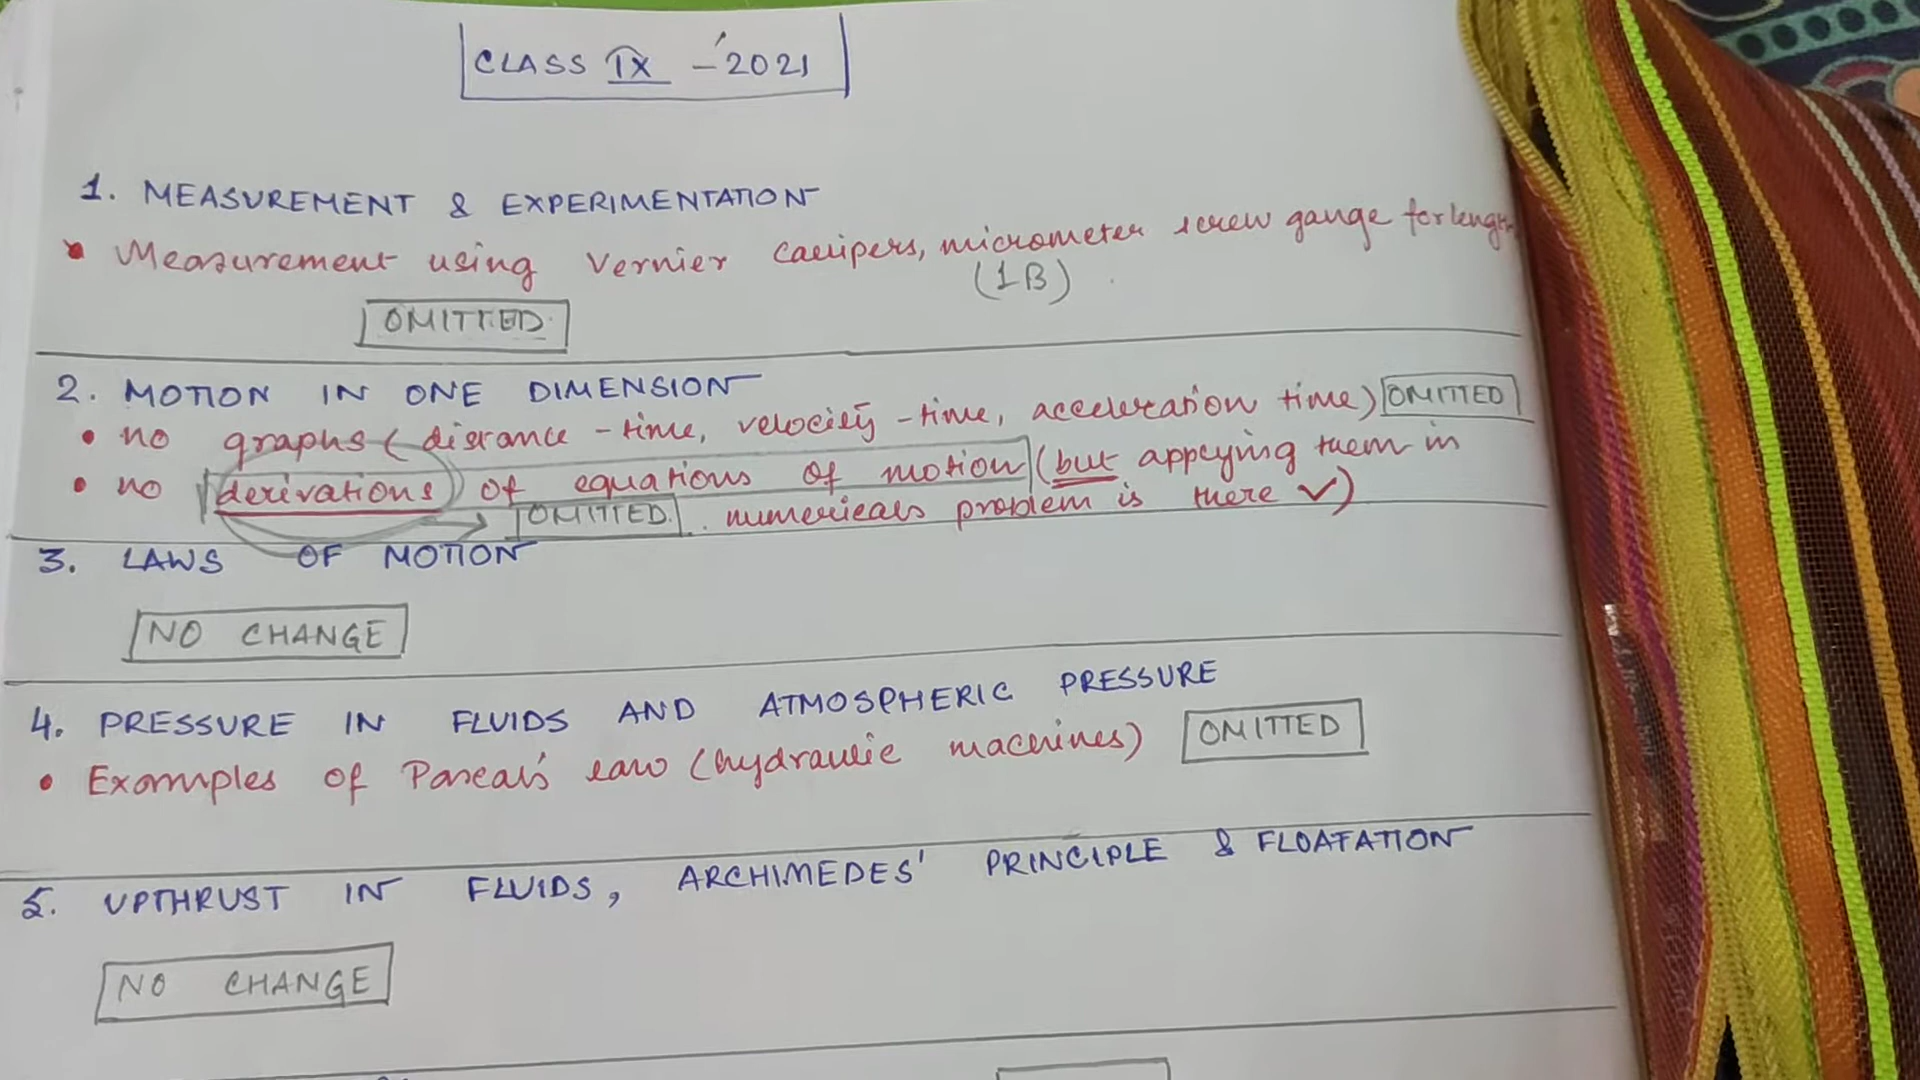 CLASS IX - 2021
1. MEASUREMENT & EXPERIMENTATION
• Measurement using Vernier Calipers, micrometer screw gauge for length
(1B)
OMITTED
2. MOTION IN ONE DIMENSION
• no graphs (distance - time, velocity - time, acceleration time) OMITTED
• no derivations of equations of motion (but applying them in
OMITTED. numericals problem is there ✓)
3. LAWS OF MOTION
NO CHANGE
4. PRESSURE IN FLUIDS AND ATMOSPHERIC PRESSURE
• Examples of Pascal's law (hydraulic machines) OMITTED
5. UPTHRUST IN FLUIDS, ARCHIMEDES' PRINCIPLE & FLOATATION
NO CHANGE